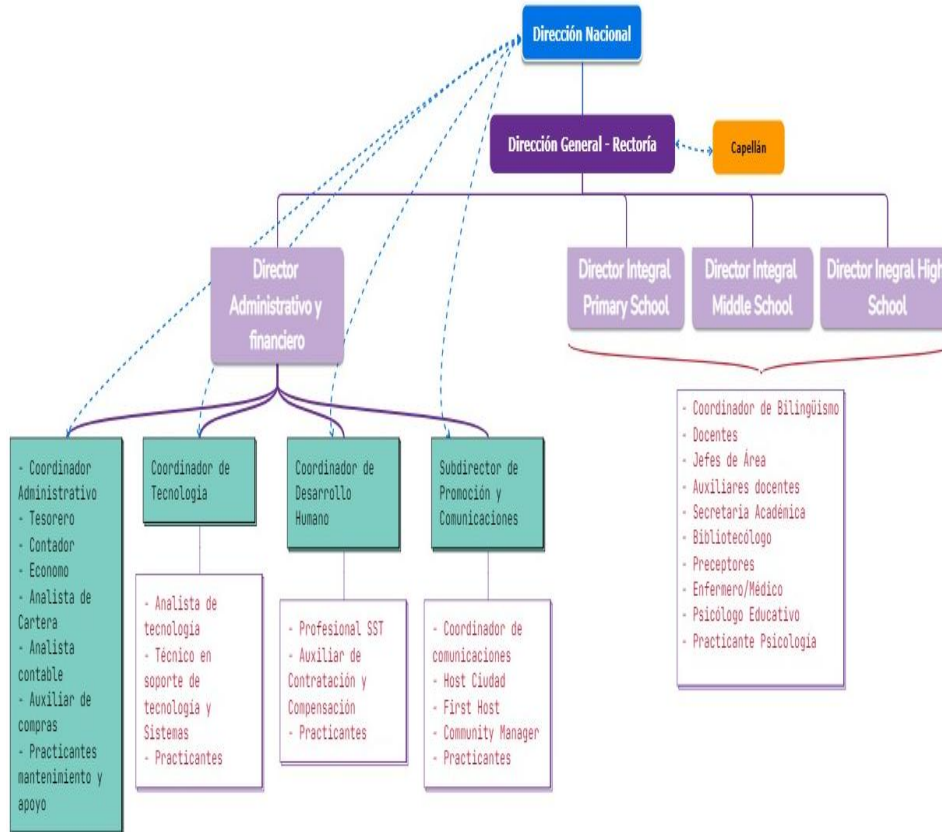 Dirección Nacional
Dirección General - Rectoría
Capellán
Director
Administrativo y
financiero
Director Integral
Primary School
Director Integral
Middle School
Director Inegral High
School
- Coordinador
Administrativo
- Tesorero
- Contador
- Economo
- Analista de
Cartera
- Analista
contable
- Auxiliar de
compras
- Practicantes
mantenimiento y
apoyo
Coordinador de
Tecnología
- Analista de
tecnología
- Técnico en
soporte de
tecnología y
Sistemas
- Practicantes
Coordinador de
Desarrollo
Humano
- Profesional SST
- Auxiliar de
Contratación y
Compensación
- Practicantes
Subdirector de
Promoción y
Comunicaciones
- Coordinador de
comunicaciones
- Host Ciudad
- First Host
- Community Manager
- Practicantes
- Coordinador de Bilingüismo
- Docentes
- Jefes de Área
- Auxiliares docentes
- Secretaria Académica
- Bibliotecólogo
- Preceptores
- Enfermero/Médico
- Psicólogo Educativo
- Practicante Psicología